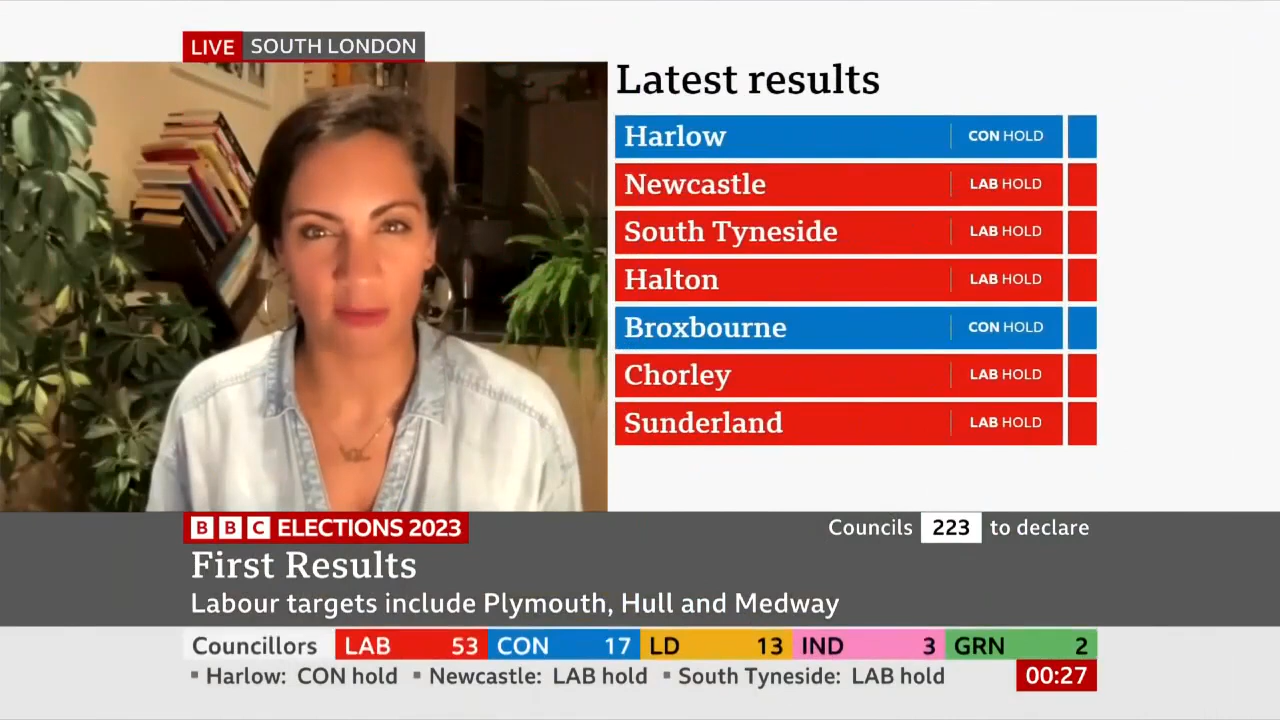 LIVE SOUTH LONDON
Latest results
Harlow CON HOLD
Newcastle LAB HOLD
South Tyneside LAB HOLD
Halton LAB HOLD
Broxbourne CON HOLD
Chorley LAB HOLD
Sunderland LAB HOLD
BBC ELECTIONS 2023
Councils 223 to declare
First Results
Labour targets include Plymouth, Hull and Medway
Councillors LAB 53 CON 17 LD 13 IND 3 GRN 2
▪ Harlow: CON hold ▪ Newcastle: LAB hold ▪ South Tyneside: LAB hold 00:27